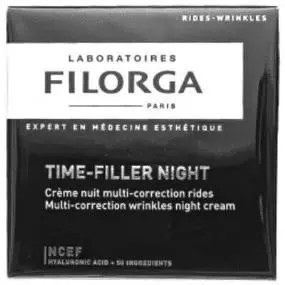 RIDES-WRINKLES
LABORATOIRES
FILORGA
PARIS
EXPERT EN MÉDECINE ESTHÉTIQUE
TIME-FILLER NIGHT
Crème nuit multi-correction rides
Multi-correction wrinkles night cream
NCEF
HYALURONIC ACID + 50 INGREDIENTS